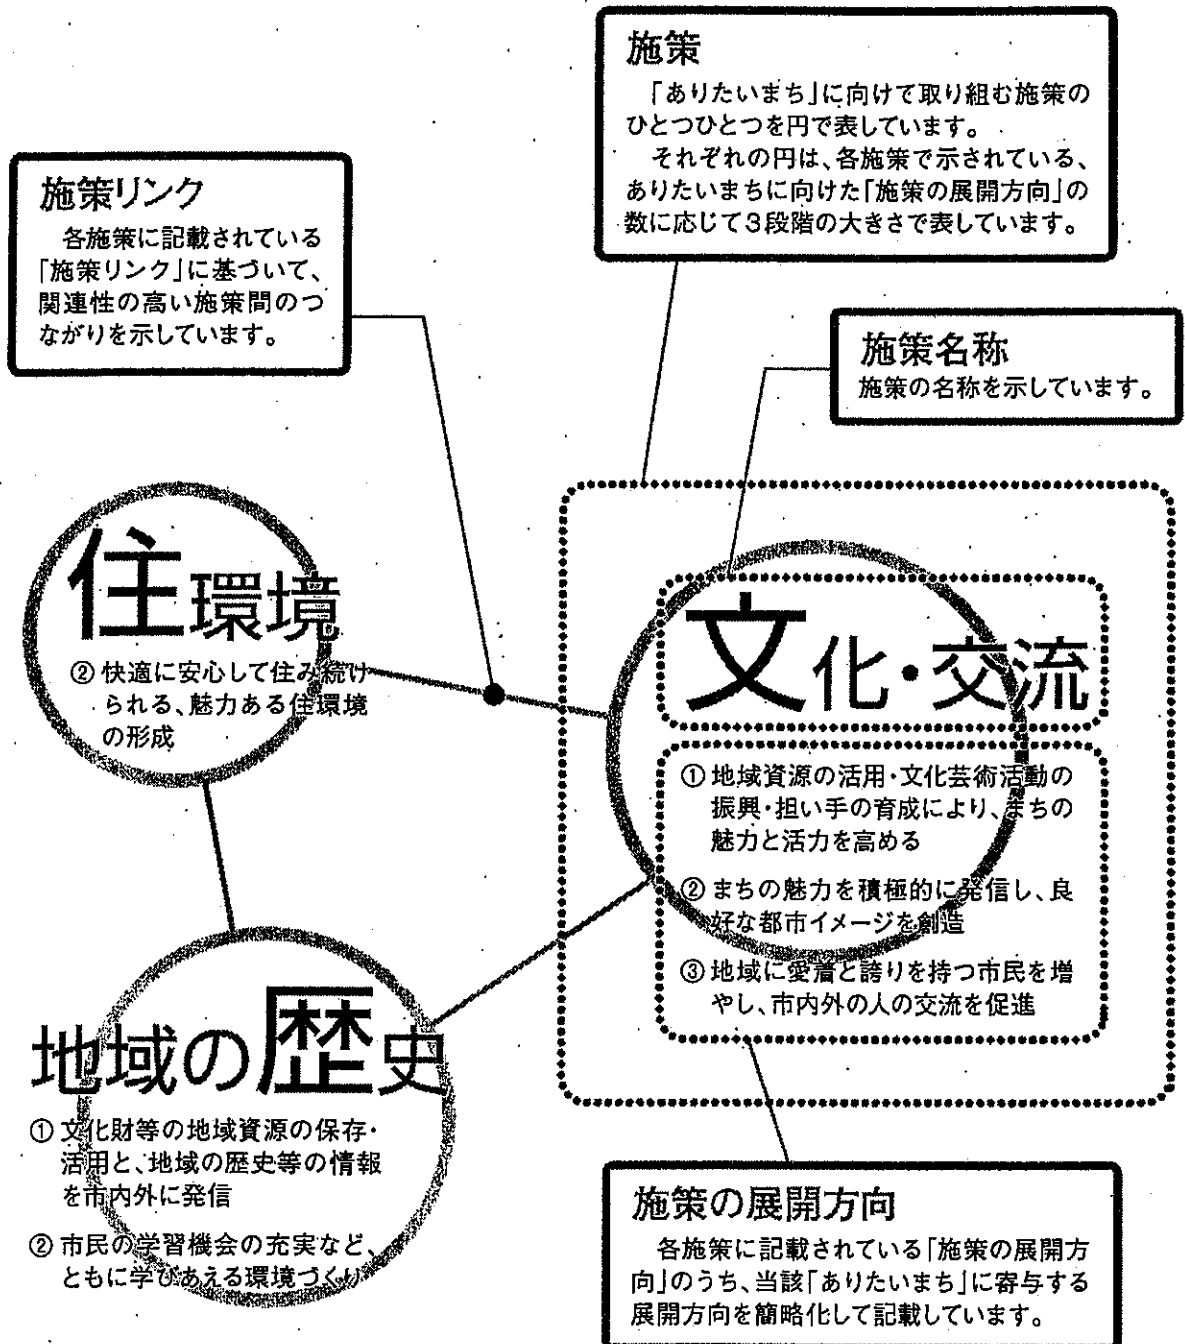 施策
「ありたいまち」に向けて取り組む施策の
ひとつひとつを円で表しています。
それぞれの円は、各施策で示されている、
ありたいまちに向けた「施策の展開方向」の
数に応じて3段階の大きさで表しています。
施策リンク
各施策に記載されている
「施策リンク」に基づいて、
関連性の高い施策間のつ
ながりを示しています。
施策名称
施策の名称を示しています。
住環境
② 快適に安心して住み続け
られる、魅力ある住環境
の形成
文化・交流
① 地域資源の活用・文化芸術活動の
振興・担い手の育成により、まちの
魅力と活力を高める
② まちの魅力を積極的に発信し、良
好な都市イメージを創造
③ 地域に愛着と誇りを持つ市民を増
やし、市内外の人の交流を促進
地域の歴史
① 文化財等の地域資源の保存・
活用と、地域の歴史等の情報
を市内外に発信
② 市民の学習機会の充実など、
ともに学びあえる環境づくり
施策の展開方向
各施策に記載されている「施策の展開方
向」のうち、当該「ありたいまち」に寄与する
展開方向を簡略化して記載しています。